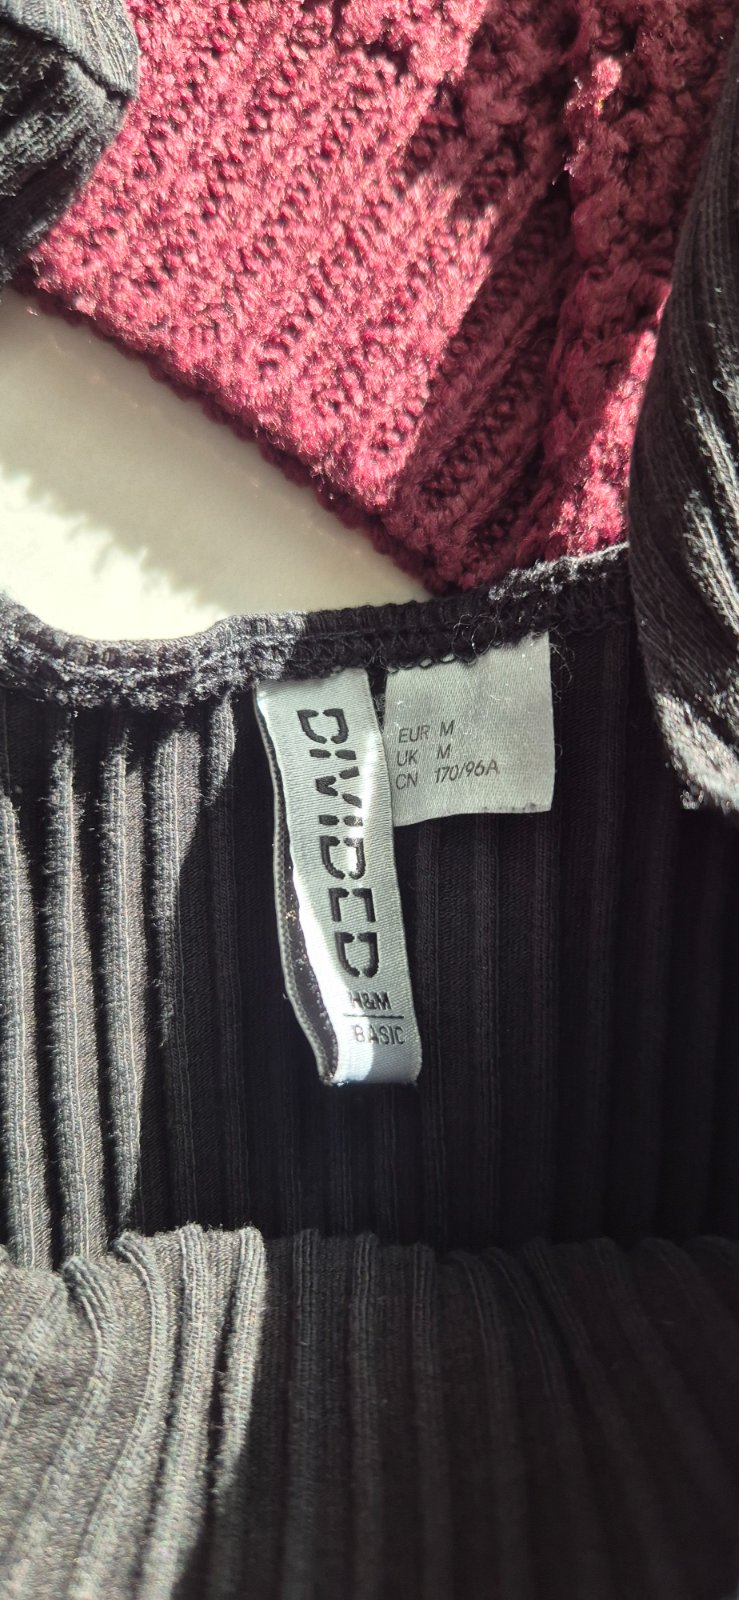 DIVIDED
H&M
BASIC
EUR M
UK M
CN 170/96A